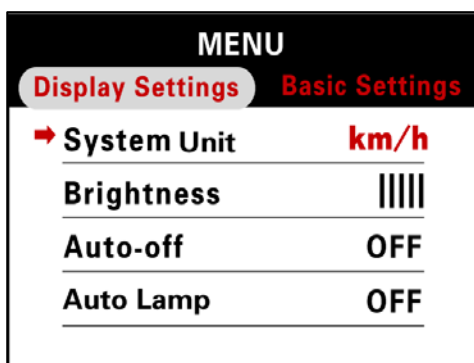 MENU
Display Settings Basic Settings
System Unit km/h
Brightness |||||
Auto-off OFF
Auto Lamp OFF